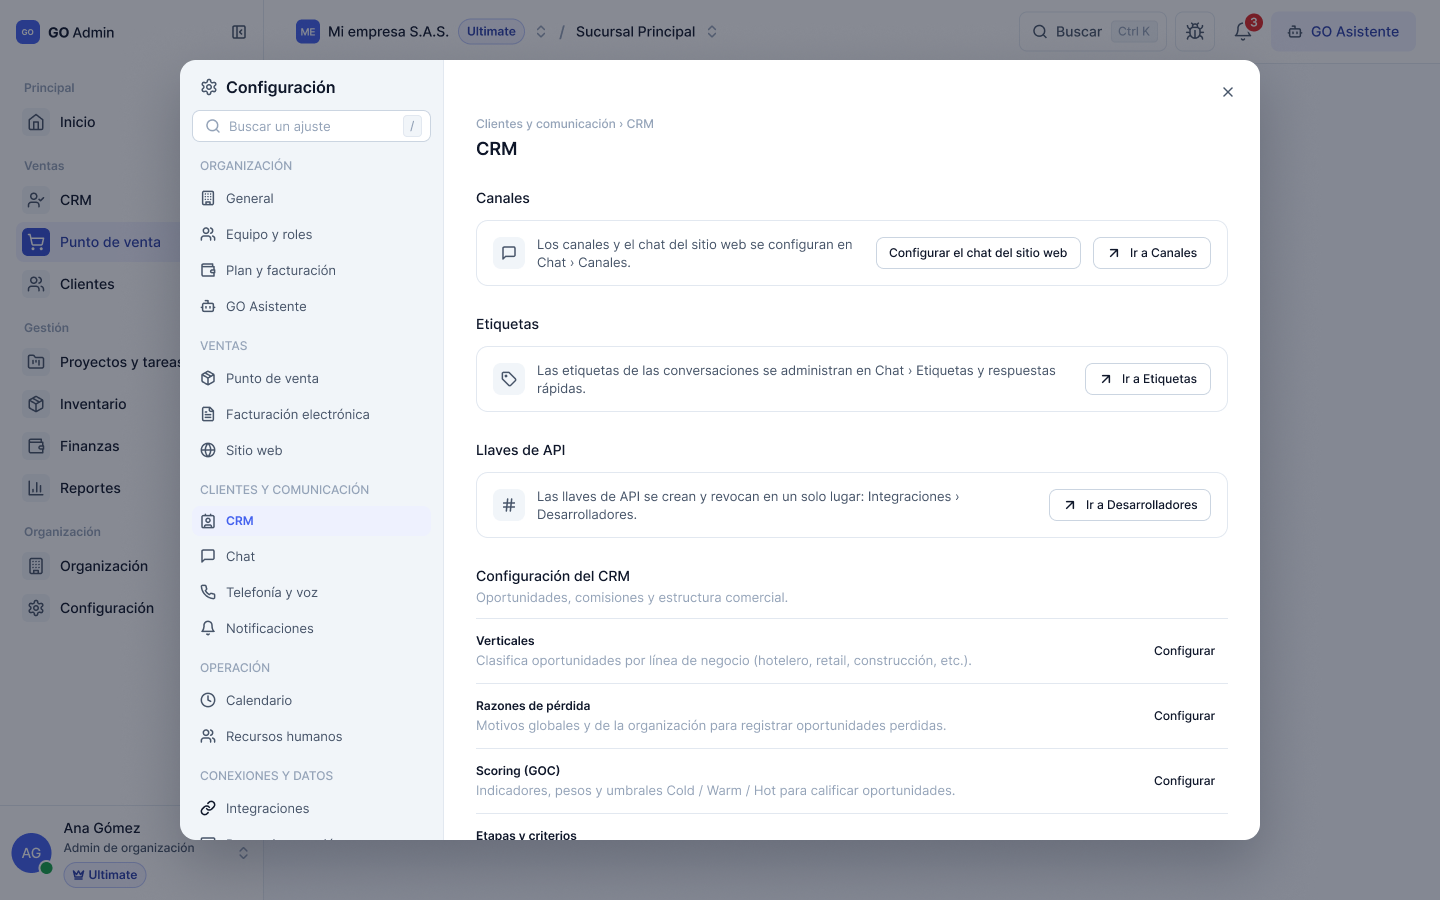 GO
GO Admin
ME
Mi empresa S.A.S.
Ultimate
/
Sucursal Principal
Buscar
Ctrl K
3
GO Asistente
Principal
Inicio
Ventas
CRM
Punto de venta
Clientes
Gestión
Proyectos y tareas
Inventario
Finanzas
Reportes
Organización
Organización
Configuración
AG
Ana Gómez
Admin de organización
Ultimate
Configuración
Buscar un ajuste
/
ORGANIZACIÓN
General
Equipo y roles
Plan y facturación
GO Asistente
VENTAS
Punto de venta
Facturación electrónica
Sitio web
CLIENTES Y COMUNICACIÓN
CRM
Chat
Telefonía y voz
Notificaciones
OPERACIÓN
Calendario
Recursos humanos
CONEXIONES Y DATOS
Integraciones
Clientes y comunicación › CRM
CRM
Canales
Los canales y el chat del sitio web se configuran en
Chat › Canales.
Configurar el chat del sitio web
Ir a Canales
Etiquetas
Las etiquetas de las conversaciones se administran en Chat › Etiquetas y respuestas
rápidas.
Ir a Etiquetas
Llaves de API
Las llaves de API se crean y revocan en un solo lugar: Integraciones ›
Desarrolladores.
Ir a Desarrolladores
Configuración del CRM
Oportunidades, comisiones y estructura comercial.
Verticales
Clasifica oportunidades por línea de negocio (hotelero, retail, construcción, etc.).
Configurar
Razones de pérdida
Motivos globales y de la organización para registrar oportunidades perdidas.
Configurar
Scoring (GOC)
Indicadores, pesos y umbrales Cold / Warm / Hot para calificar oportunidades.
Configurar
Etapas y criterios